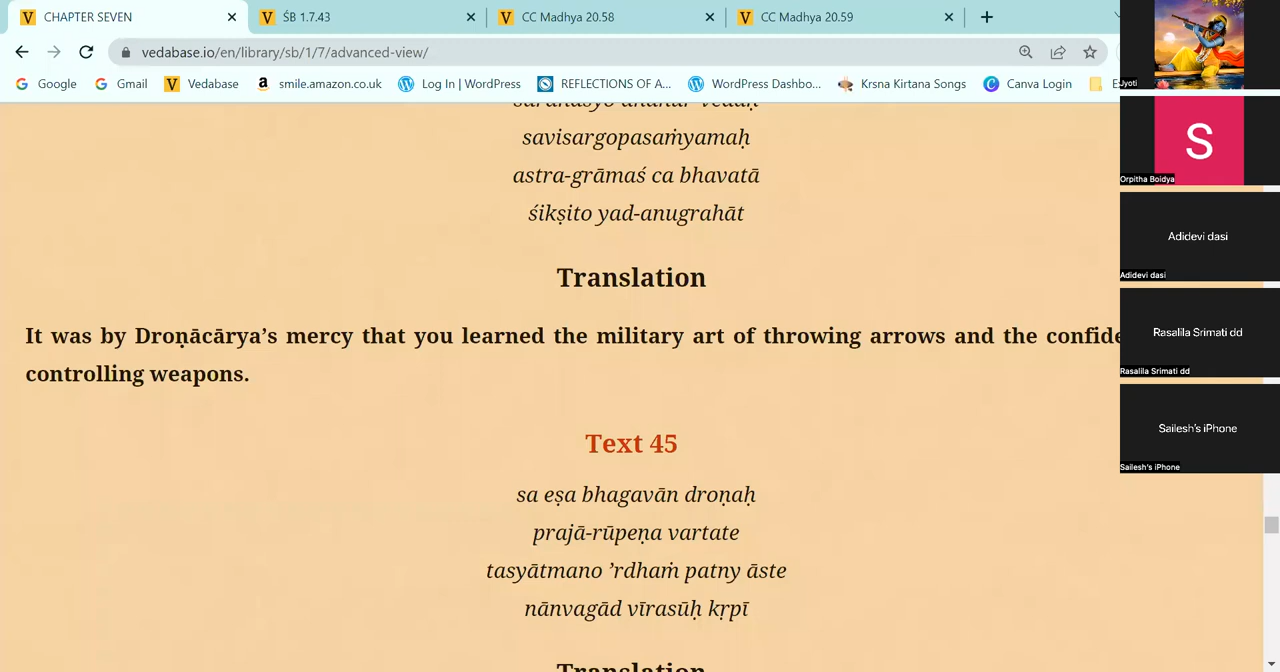 CHAPTER SEVEN
ŚB 1.7.43
CC Madhya 20.58
CC Madhya 20.59
vedabase.io/en/library/sb/1/7/advanced-view/
Google
Gmail
Vedabase
smile.amazon.co.uk
Log In | WordPress
REFLECTIONS OF A...
WordPress Dashbo...
Krsna Kirtana Songs
Canva Login
savisargopasaṁyamaḥ
astra-grāmaś ca bhavatā
śikṣito yad-anugrahāt
Translation
It was by Droṇācārya’s mercy that you learned the military art of throwing arrows and the confide
controlling weapons.
Text 45
sa eṣa bhagavān droṇaḥ
prajā-rūpeṇa vartate
tasyātmano ’rdhaṁ patny āste
nānvagād vīrasūḥ kṛpī
Translation
Jyoti
S
Orpitha Boidya
Adidevi dasi
Adidevi dasi
Rasalila Srimati dd
Rasalila Srimati dd
Sailesh’s iPhone
Sailesh’s iPhone